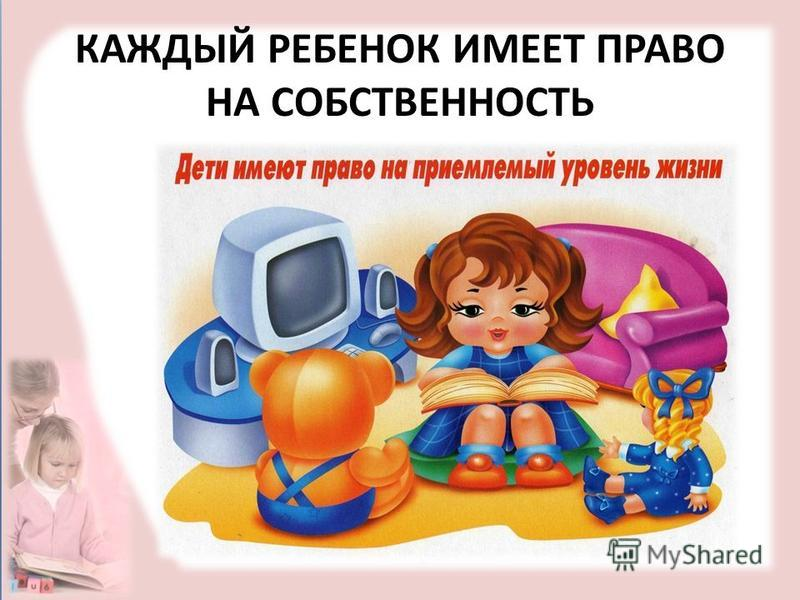 КАЖДЫЙ РЕБЕНОК ИМЕЕТ ПРАВО
НА СОБСТВЕННОСТЬ
Дети имеют право на приемлемый уровень жизни
MyShared